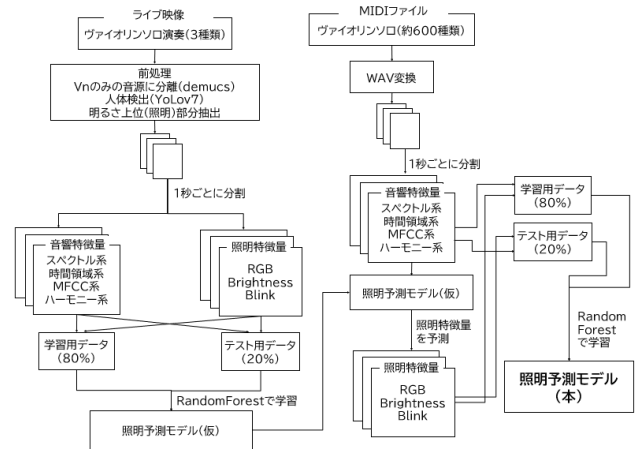 ライブ映像
ヴァイオリンソロ演奏(3種類)
前処理
Vnのみの音源に分離(demucs)
人体検出(YoLov7)
明るさ上位(照明)部分抽出
1秒ごとに分割
音響特徴量
スペクトル系
時間領域系
MFCC系
ハーモニー系
照明特徴量
RGB
Brightness
Blink
学習用データ
(80%)
テスト用データ
(20%)
RandomForestで学習
照明予測モデル(仮)
MIDIファイル
ヴァイオリンソロ(約600種類)
WAV変換
1秒ごとに分割
音響特徴量
スペクトル系
時間領域系
MFCC系
ハーモニー系
学習用データ
(80%)
テスト用データ
(20%)
照明予測モデル(仮)
照明特徴量
を予測
照明特徴量
RGB
Brightness
Blink
Random
Forest
で学習
照明予測モデル
(本)